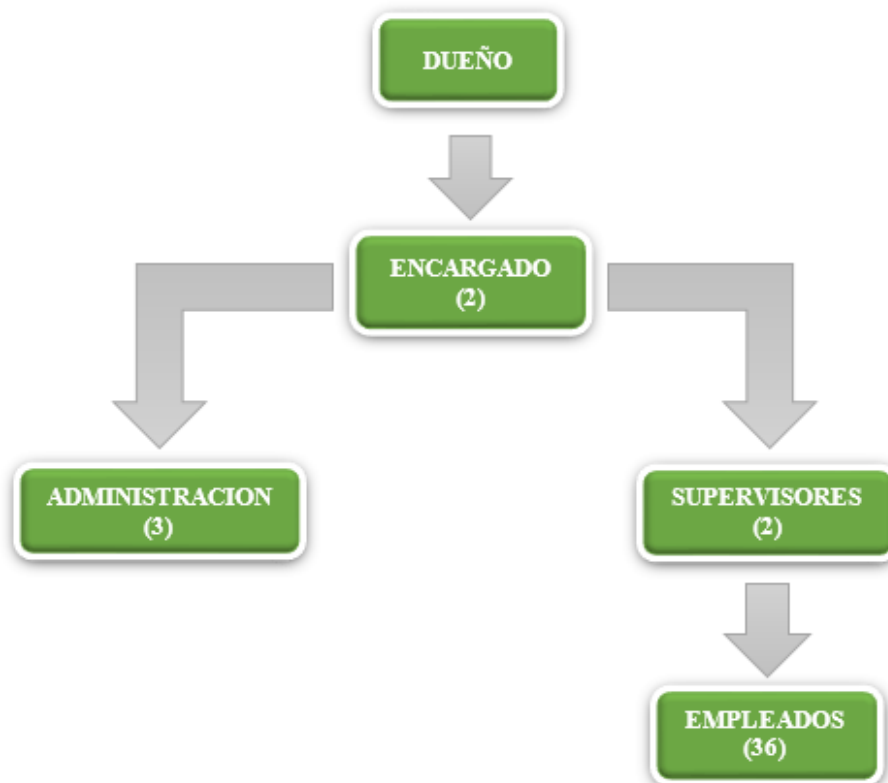 DUEÑO
ENCARGADO
(2)
ADMINISTRACION
(3)
SUPERVISORES
(2)
EMPLEADOS
(36)